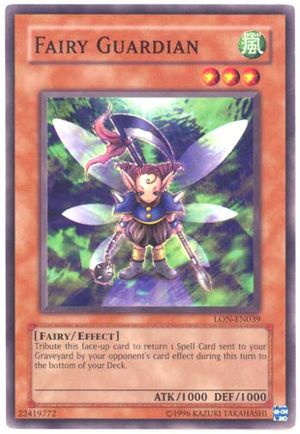 FAIRY GUARDIAN
風
LON-EN039
[FAIRY/EFFECT]
Tribute this face-up card to return 1 Spell Card sent to your
Graveyard by your opponent's card effect during this turn to
the bottom of your Deck.
ATK/1000 DEF/1000
22419772
©1996 KAZUKI TAKAHASHI